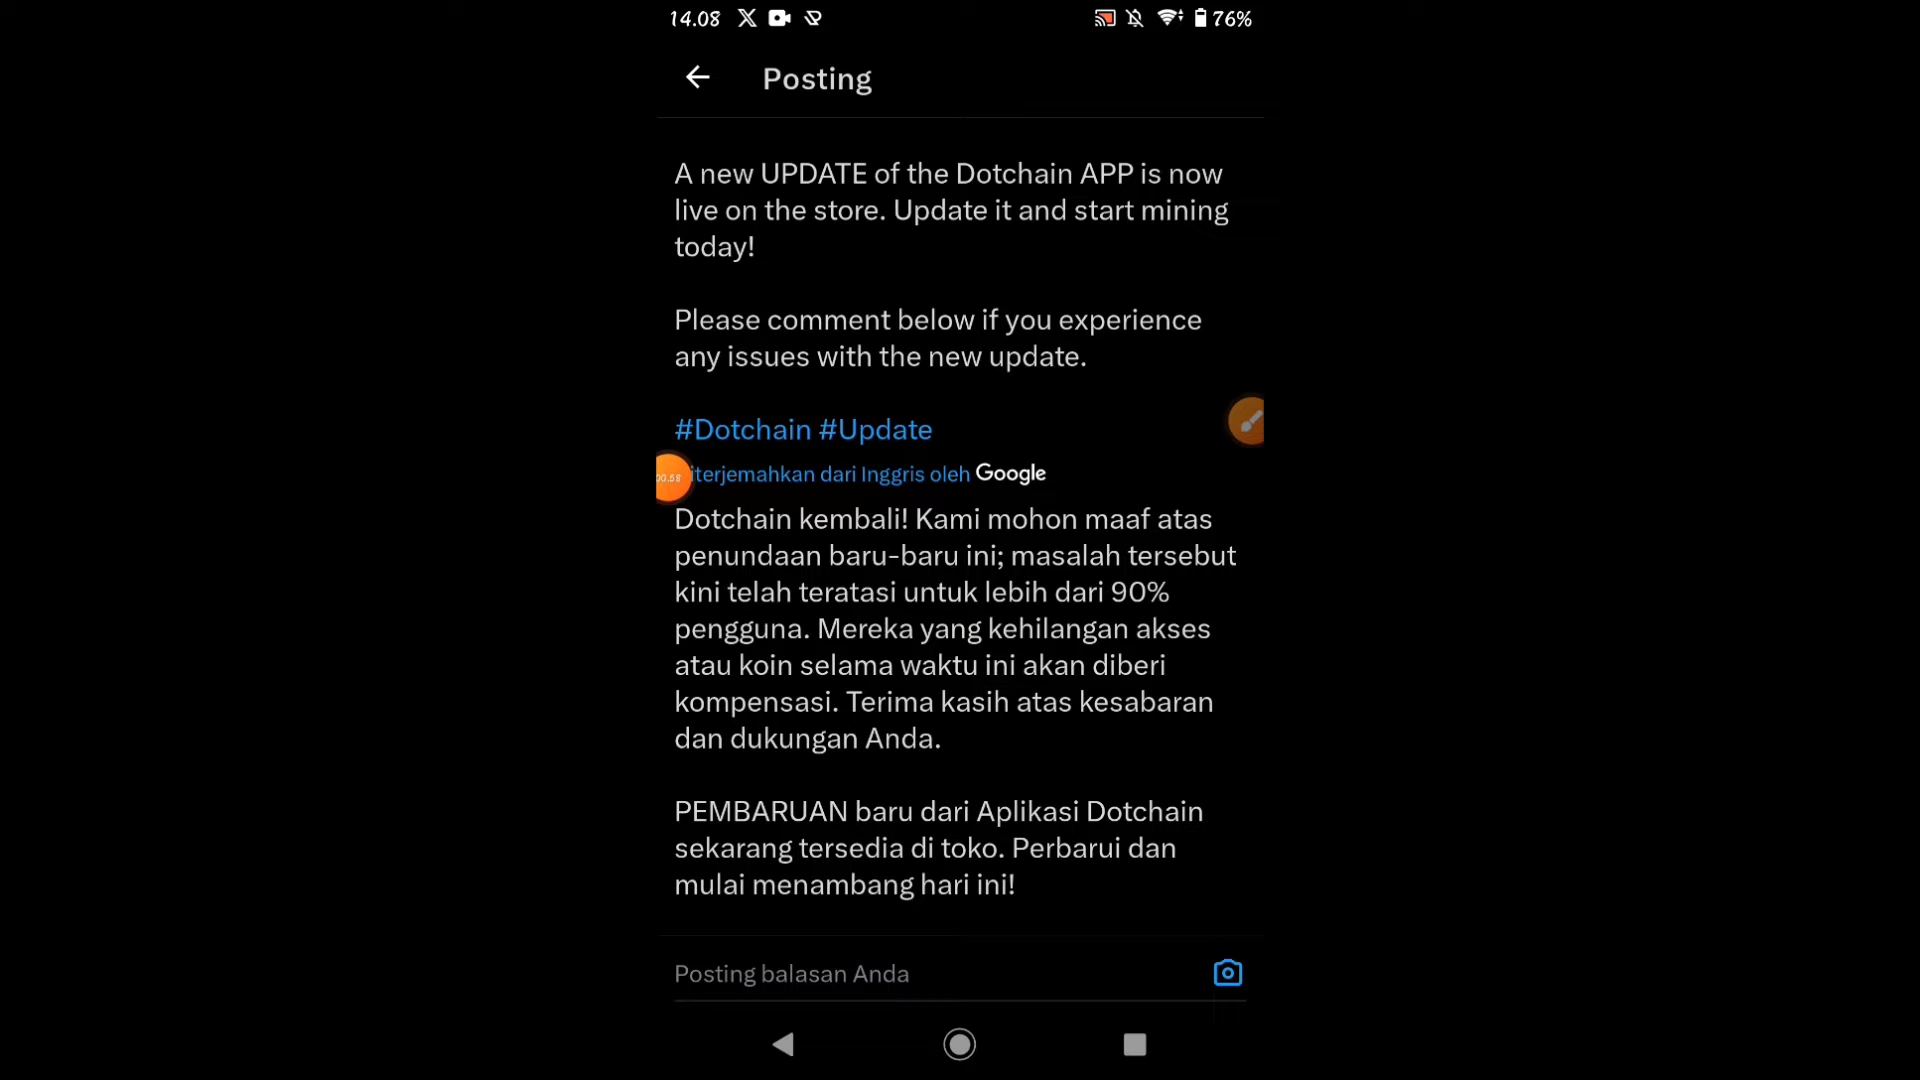 14.08 76%
Posting
A new UPDATE of the Dotchain APP is now
live on the store. Update it and start mining
today!
Please comment below if you experience
any issues with the new update.
#Dotchain #Update
00.58 iterjemahkan dari Inggris oleh Google
Dotchain kembali! Kami mohon maaf atas
penundaan baru-baru ini; masalah tersebut
kini telah teratasi untuk lebih dari 90%
pengguna. Mereka yang kehilangan akses
atau koin selama waktu ini akan diberi
kompensasi. Terima kasih atas kesabaran
dan dukungan Anda.
PEMBARUAN baru dari Aplikasi Dotchain
sekarang tersedia di toko. Perbarui dan
mulai menambang hari ini!
Posting balasan Anda